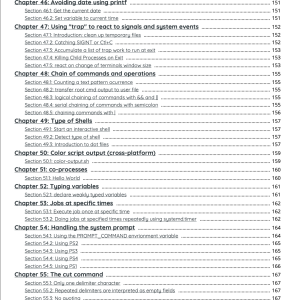 Chapter 46: Avoiding date using printf ........ 151
Section 46.1: Get the current date ........ 151
Section 46.2: Set variable to current time ........ 151
Chapter 47: Using "trap" to react to signals and system events ........ 152
Section 47.1: Introduction: clean up temporary files ........ 152
Section 47.2: Catching SIGINT or Ctl+C ........ 152
Section 47.3: Accumulate a list of trap work to run at exit ........ 153
Section 47.4: Killing Child Processes on Exit ........ 153
Section 47.5: react on change of terminals window size ........ 153
Chapter 48: Chain of commands and operations ........ 155
Section 48.1: Counting a text pattern ocurrence ........ 155
Section 48.2: transfer root cmd output to user file ........ 155
Section 48.3: logical chaining of commands with && and || ........ 155
Section 48.4: serial chaining of commands with semicolon ........ 155
Section 48.5: chaining commands with | ........ 156
Chapter 49: Type of Shells ........ 157
Section 49.1: Start an interactive shell ........ 157
Section 49.2: Detect type of shell ........ 157
Section 49.3: Introduction to dot files ........ 157
Chapter 50: Color script output (cross-platform) ........ 159
Section 50.1: color-output.sh ........ 159
Chapter 51: co-processes ........ 160
Section 51.1: Hello World ........ 160
Chapter 52: Typing variables ........ 161
Section 52.1: declare weakly typed variables ........ 161
Chapter 53: Jobs at specific times ........ 162
Section 53.1: Execute job once at specific time ........ 162
Section 53.2: Doing jobs at specified times repeatedly using systemd.timer ........ 162
Chapter 54: Handling the system prompt ........ 164
Section 54.1: Using the PROMPT_COMMAND envrionment variable ........ 164
Section 54.2: Using PS2 ........ 165
Section 54.3: Using PS3 ........ 165
Section 54.4: Using PS4 ........ 165
Section 54.5: Using PS1 ........ 166
Chapter 55: The cut command ........ 167
Section 55.1: Only one delimiter character ........ 167
Section 55.2: Repeated delimiters are interpreted as empty fields ........ 167
Section 55.3: No quoting ........ 167